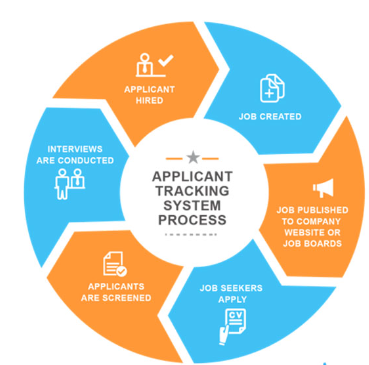 APPLICANT
TRACKING
SYSTEM
PROCESS
JOB CREATED
JOB PUBLISHED
TO COMPANY
WEBSITE OR
JOB BOARDS
JOB SEEKERS
APPLY
CV
APPLICANTS
ARE SCREENED
INTERVIEWS
ARE CONDUCTED
APPLICANT
HIRED